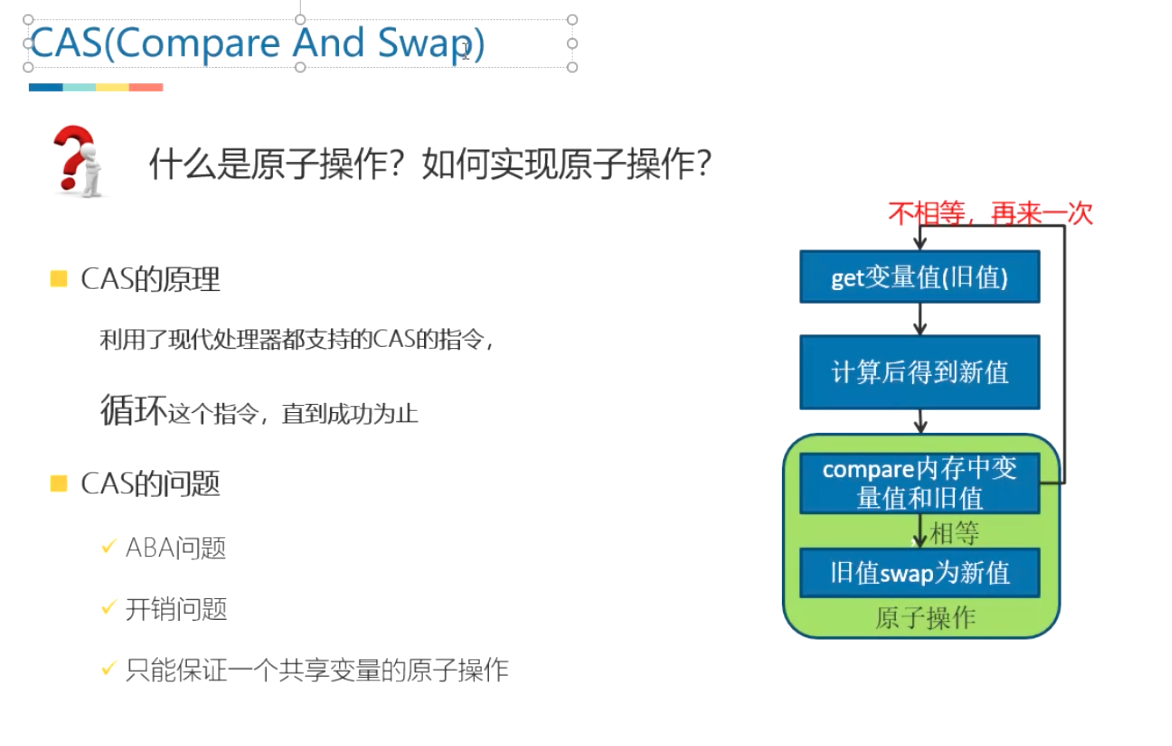 CAS(Compare And Swap)
什么是原子操作？如何实现原子操作？
CAS的原理
利用了现代处理器都支持的CAS的指令，
循环这个指令，直到成功为止
CAS的问题
ABA问题
开销问题
只能保证一个共享变量的原子操作
不相等，再来一次
get变量值(旧值)
计算后得到新值
compare内存中变
量值和旧值
相等
旧值swap为新值
原子操作